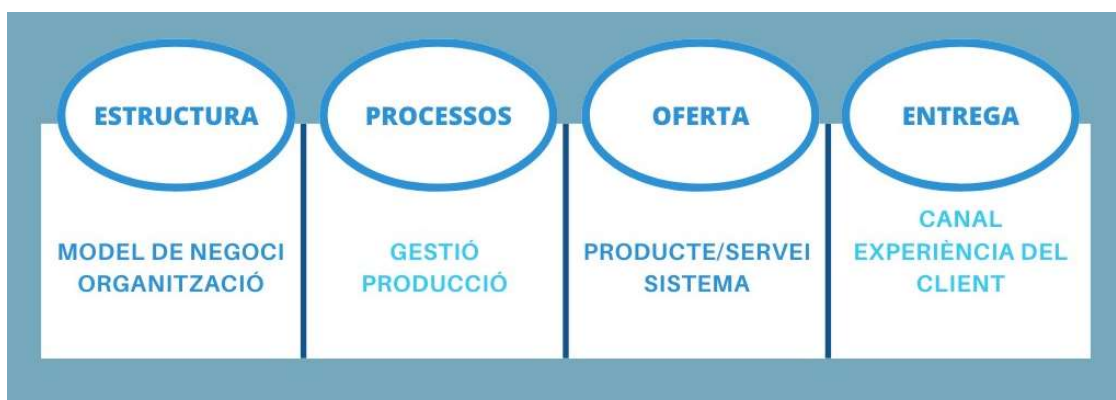 ESTRUCTURA
MODEL DE NEGOCI
ORGANITZACIÓ
PROCESSOS
GESTIÓ
PRODUCCIÓ
OFERTA
PRODUCTE/SERVEI
SISTEMA
ENTREGA
CANAL
EXPERIÈNCIA DEL
CLIENT